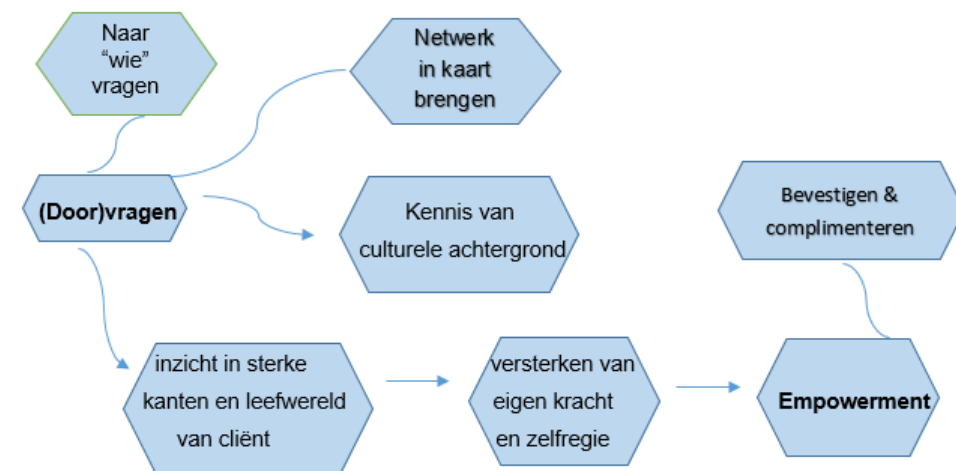 Naar
“wie”
vragen
Netwerk
in kaart
brengen
(Door)vragen
Kennis van
culturele achtergrond
Bevestigen &
complimenteren
inzicht in sterke
kanten en leefwereld
van cliënt
versterken van
eigen kracht
en zelfregie
Empowerment